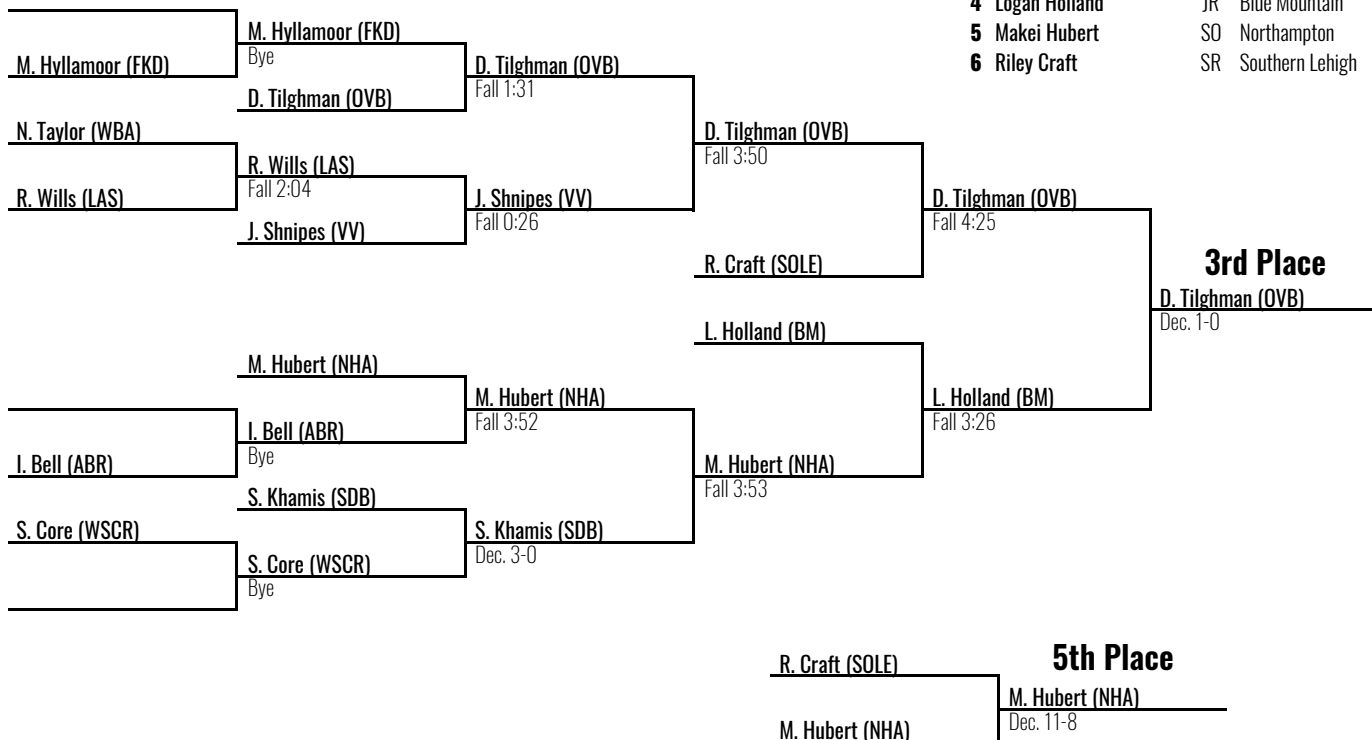 4 Logan Holland JR Blue Mountain
5 Makei Hubert SO Northampton
6 Riley Craft SR Southern Lehigh
M. Hyllamoor (FKD)
M. Hyllamoor (FKD)
Bye
D. Tilghman (OVB)
D. Tilghman (OVB)
Fall 1:31
N. Taylor (WBA)
R. Wills (LAS)
R. Wills (LAS)
Fall 2:04
J. Shnipes (VV)
J. Shnipes (VV)
Fall 0:26
D. Tilghman (OVB)
Fall 3:50
R. Craft (SOLE)
D. Tilghman (OVB)
Fall 4:25
3rd Place
D. Tilghman (OVB)
Dec. 1-0
L. Holland (BM)
L. Holland (BM)
Fall 3:26
M. Hubert (NHA)
M. Hubert (NHA)
Fall 3:52
I. Bell (ABR)
I. Bell (ABR)
Bye
M. Hubert (NHA)
Fall 3:53
S. Khamis (SDB)
S. Khamis (SDB)
Dec. 3-0
S. Core (WSCR)
S. Core (WSCR)
Bye
5th Place
R. Craft (SOLE)
M. Hubert (NHA)
Dec. 11-8
M. Hubert (NHA)